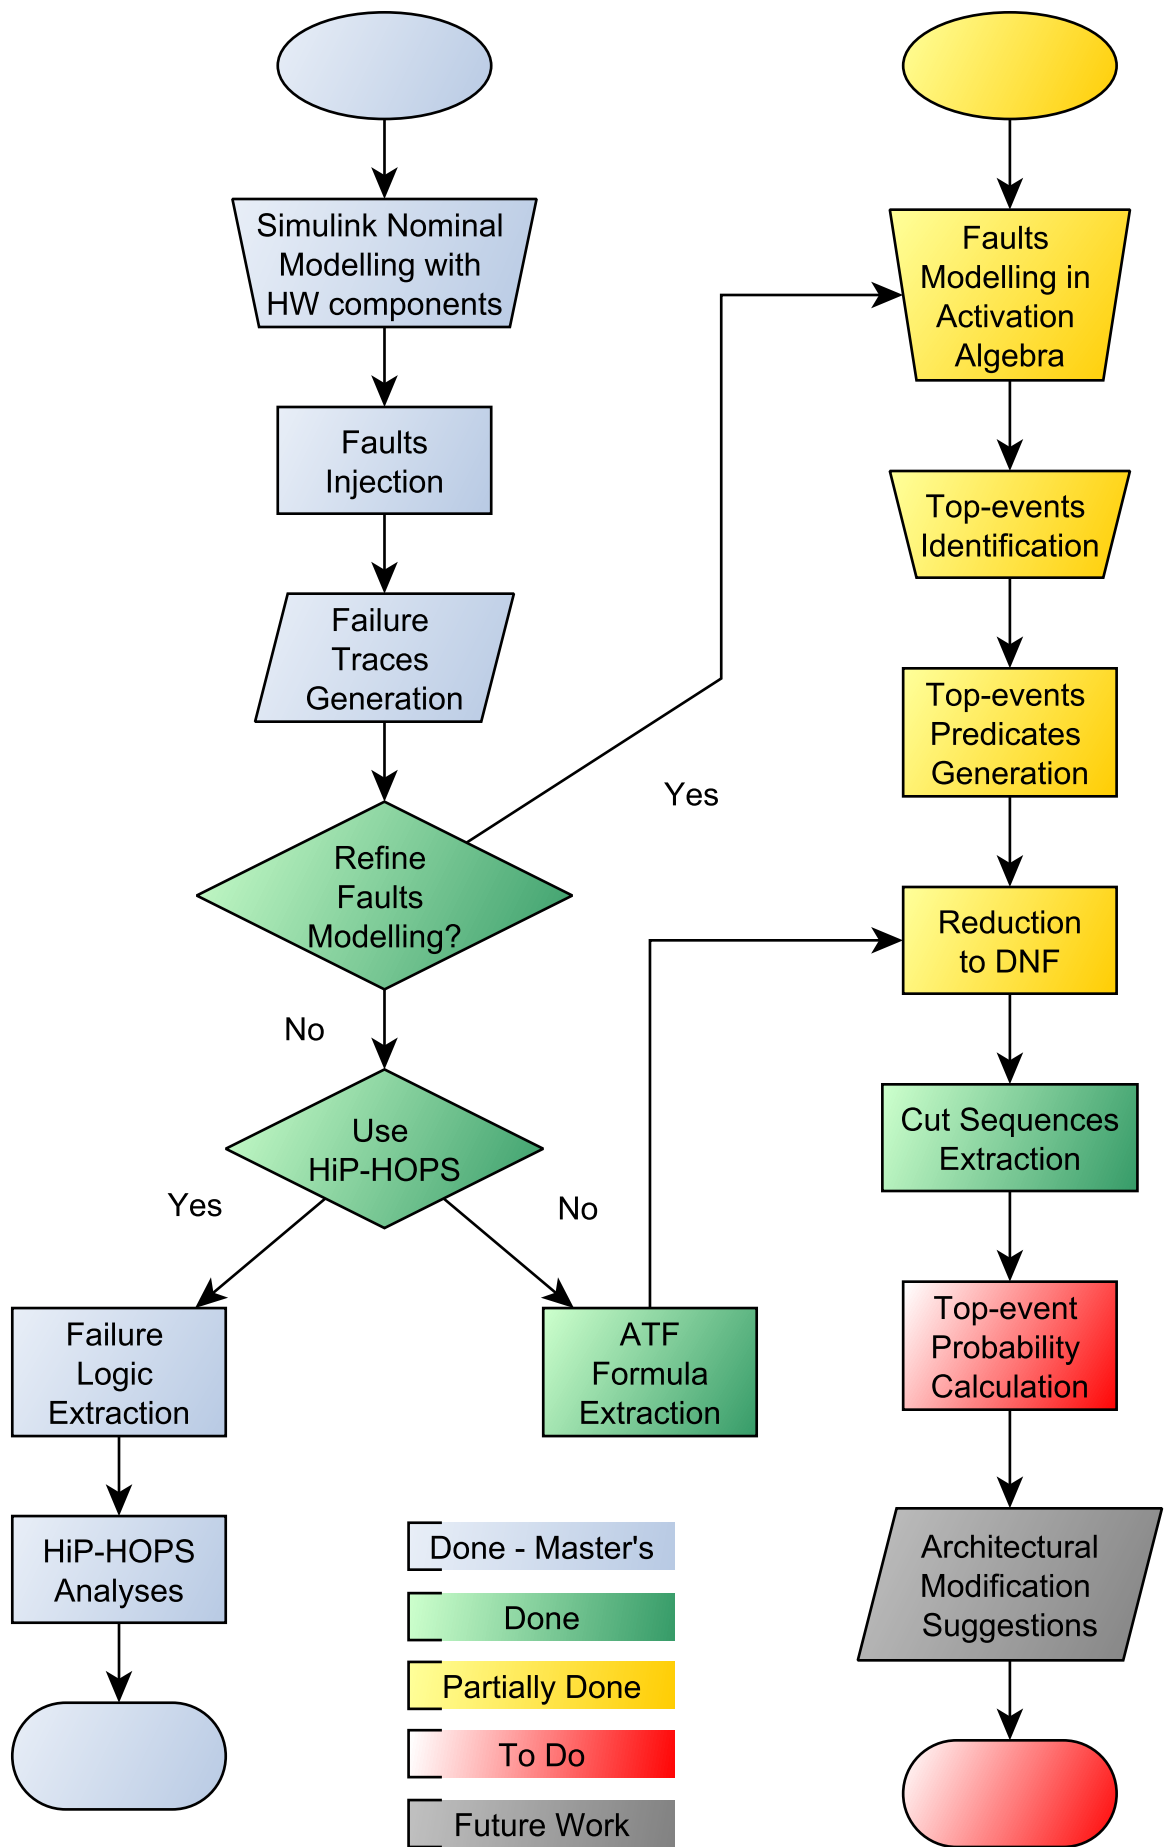 Simulink Nominal
Modelling with
HW components
Faults
Injection
Failure
Traces
Generation
Refine
Faults
Modelling?
Yes
No
Use
HiP-HOPS
Yes
No
Failure
Logic
Extraction
HiP-HOPS
Analyses
ATF
Formula
Extraction
Faults
Modelling in
Activation
Algebra
Top-events
Identification
Top-events
Predicates
Generation
Reduction
to DNF
Cut Sequences
Extraction
Top-event
Probability
Calculation
Architectural
Modification
Suggestions
Done - Master's
Done
Partially Done
To Do
Future Work